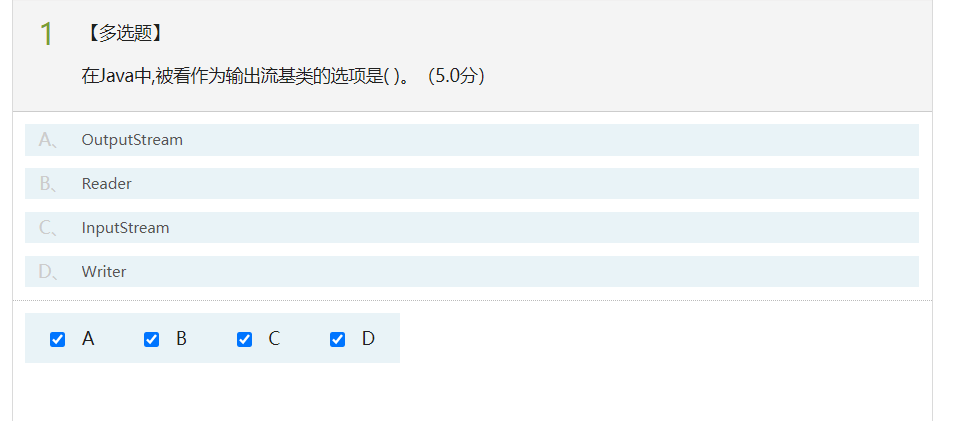 1 【多选题】
在Java中,被看作为输出流基类的选项是( )。（5.0分）
A、 OutputStream
B、 Reader
C、 InputStream
D、 Writer
A B C D